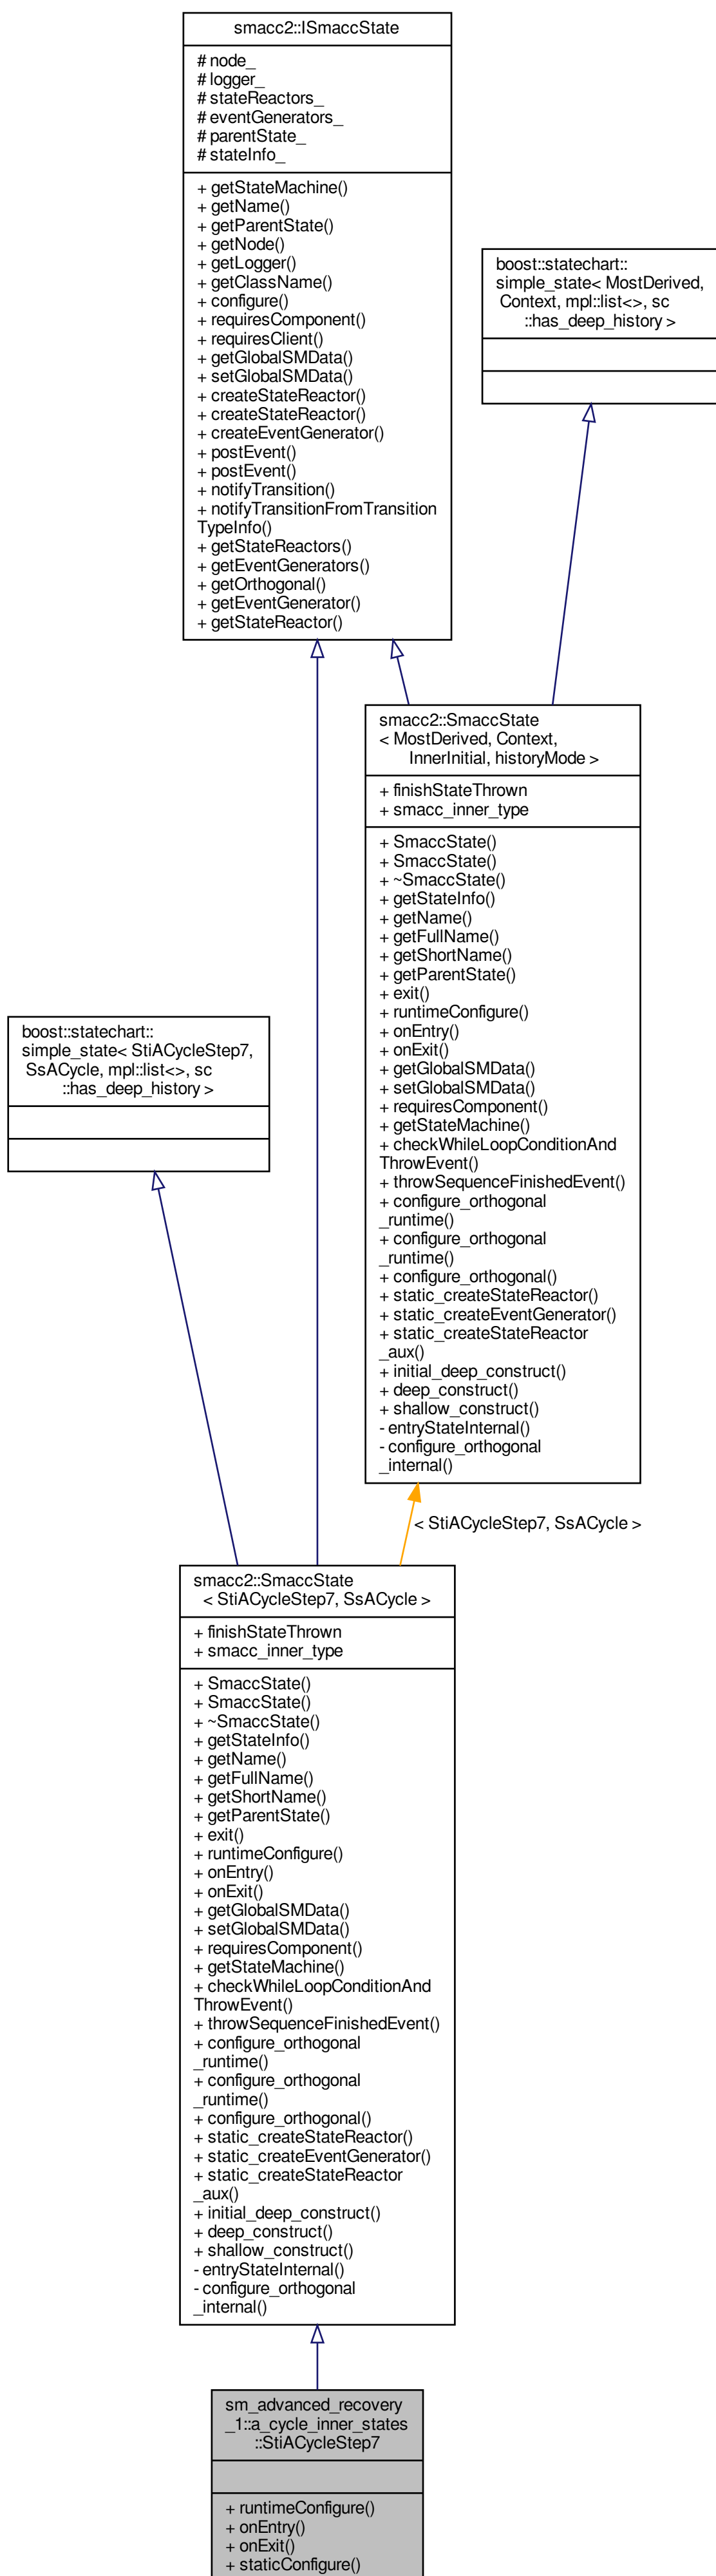 smacc2::ISmaccState
# node_
# logger_
# stateReactors_
# eventGenerators_
# parentState_
# stateInfo_
+ getStateMachine()
+ getName()
+ getParentState()
+ getNode()
+ getLogger()
+ getClassName()
+ configure()
+ requiresComponent()
+ requiresClient()
+ getGlobalSMData()
+ setGlobalSMData()
+ createStateReactor()
+ createStateReactor()
+ createEventGenerator()
+ postEvent()
+ postEvent()
+ notifyTransition()
+ notifyTransitionFromTransition
TypeInfo()
+ getStateReactors()
+ getEventGenerators()
+ getOrthogonal()
+ getEventGenerator()
+ getStateReactor()
boost::statechart::
simple_state< MostDerived,
Context, mpl::list<>, sc
::has_deep_history >
smacc2::SmaccState
< MostDerived, Context,
InnerInitial, historyMode >
+ finishStateThrown
+ smacc_inner_type
+ SmaccState()
+ SmaccState()
+ ~SmaccState()
+ getStateInfo()
+ getName()
+ getFullName()
+ getShortName()
+ getParentState()
+ exit()
+ runtimeConfigure()
+ onEntry()
+ onExit()
+ getGlobalSMData()
+ setGlobalSMData()
+ requiresComponent()
+ getStateMachine()
+ checkWhileLoopConditionAnd
ThrowEvent()
+ throwSequenceFinishedEvent()
+ configure_orthogonal
_runtime()
+ configure_orthogonal
_runtime()
+ configure_orthogonal()
+ static_createStateReactor()
+ static_createEventGenerator()
+ static_createStateReactor
_aux()
+ initial_deep_construct()
+ deep_construct()
+ shallow_construct()
- entryStateInternal()
- configure_orthogonal
_internal()
boost::statechart::
simple_state< StiACycleStep7,
SsACycle, mpl::list<>, sc
::has_deep_history >
< StiACycleStep7, SsACycle >
smacc2::SmaccState
< StiACycleStep7, SsACycle >
+ finishStateThrown
+ smacc_inner_type
+ SmaccState()
+ SmaccState()
+ ~SmaccState()
+ getStateInfo()
+ getName()
+ getFullName()
+ getShortName()
+ getParentState()
+ exit()
+ runtimeConfigure()
+ onEntry()
+ onExit()
+ getGlobalSMData()
+ setGlobalSMData()
+ requiresComponent()
+ getStateMachine()
+ checkWhileLoopConditionAnd
ThrowEvent()
+ throwSequenceFinishedEvent()
+ configure_orthogonal
_runtime()
+ configure_orthogonal
_runtime()
+ configure_orthogonal()
+ static_createStateReactor()
+ static_createEventGenerator()
+ static_createStateReactor
_aux()
+ initial_deep_construct()
+ deep_construct()
+ shallow_construct()
- entryStateInternal()
- configure_orthogonal
_internal()
sm_advanced_recovery
_1::a_cycle_inner_states
::StiACycleStep7
+ runtimeConfigure()
+ onEntry()
+ onExit()
+ staticConfigure()